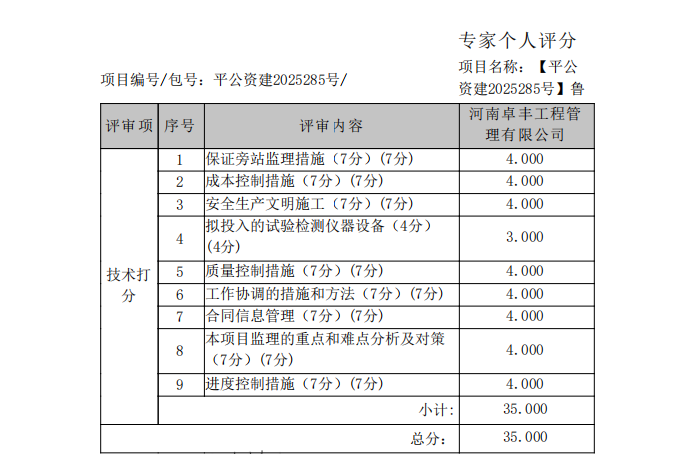 专家个人评分
项目编号/包号：平公资建2025285号/
项目名称：【平公
资建2025285号】鲁
评审项 序号 评审内容 河南卓丰工程管
理有限公司
1 保证旁站监理措施（7分）(7分) 4.000
2 成本控制措施（7分）(7分) 4.000
3 安全生产文明施工（7分）(7分) 4.000
4 拟投入的试验检测仪器设备（4分）
(4分) 3.000
技术打
分
5 质量控制措施（7分）(7分) 4.000
6 工作协调的措施和方法（7分）(7分) 4.000
7 合同信息管理（7分）(7分) 4.000
8 本项目监理的重点和难点分析及对策
（7分）(7分) 4.000
9 进度控制措施（7分）(7分) 4.000
小计: 35.000
总分: 35.000